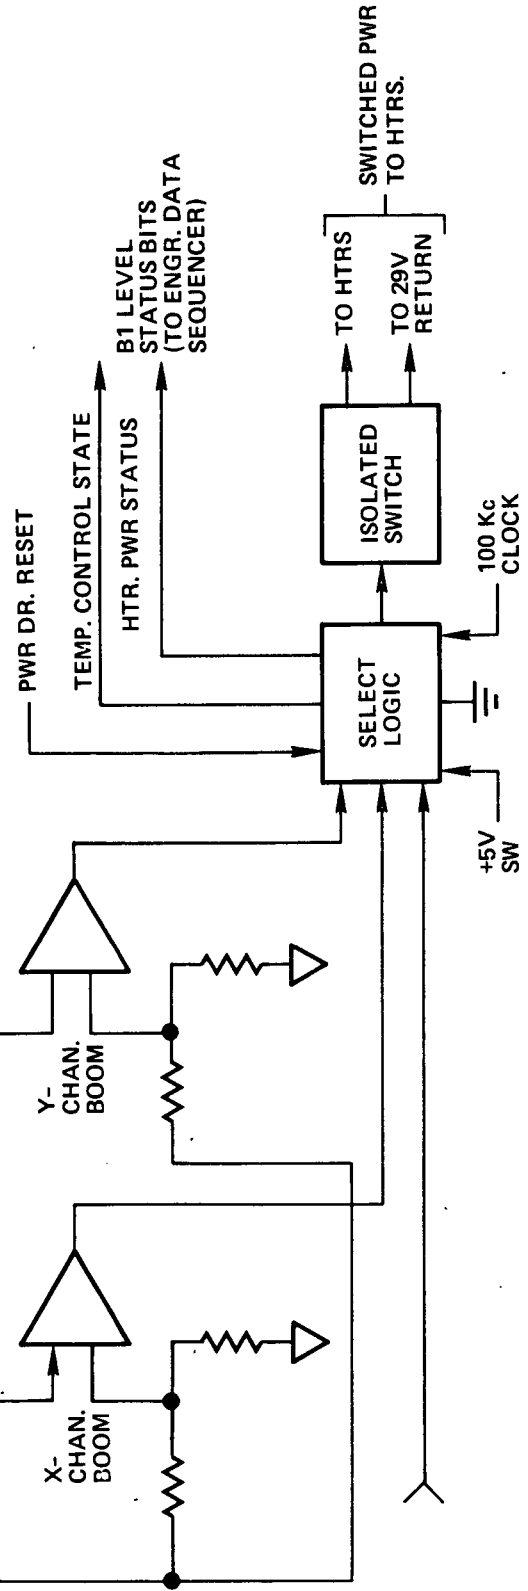 X-
CHAN.
BOOM
Y-
CHAN.
BOOM
PWR DR. RESET
TEMP. CONTROL STATE
HTR. PWR STATUS
B1 LEVEL
STATUS BITS
(TO ENGR. DATA
SEQUENCER)
SELECT
LOGIC
ISOLATED
SWITCH
TO HTRS
TO 29V
RETURN
SWITCHED PWR
TO HTRS.
+5V
SW
100 Kc
CLOCK